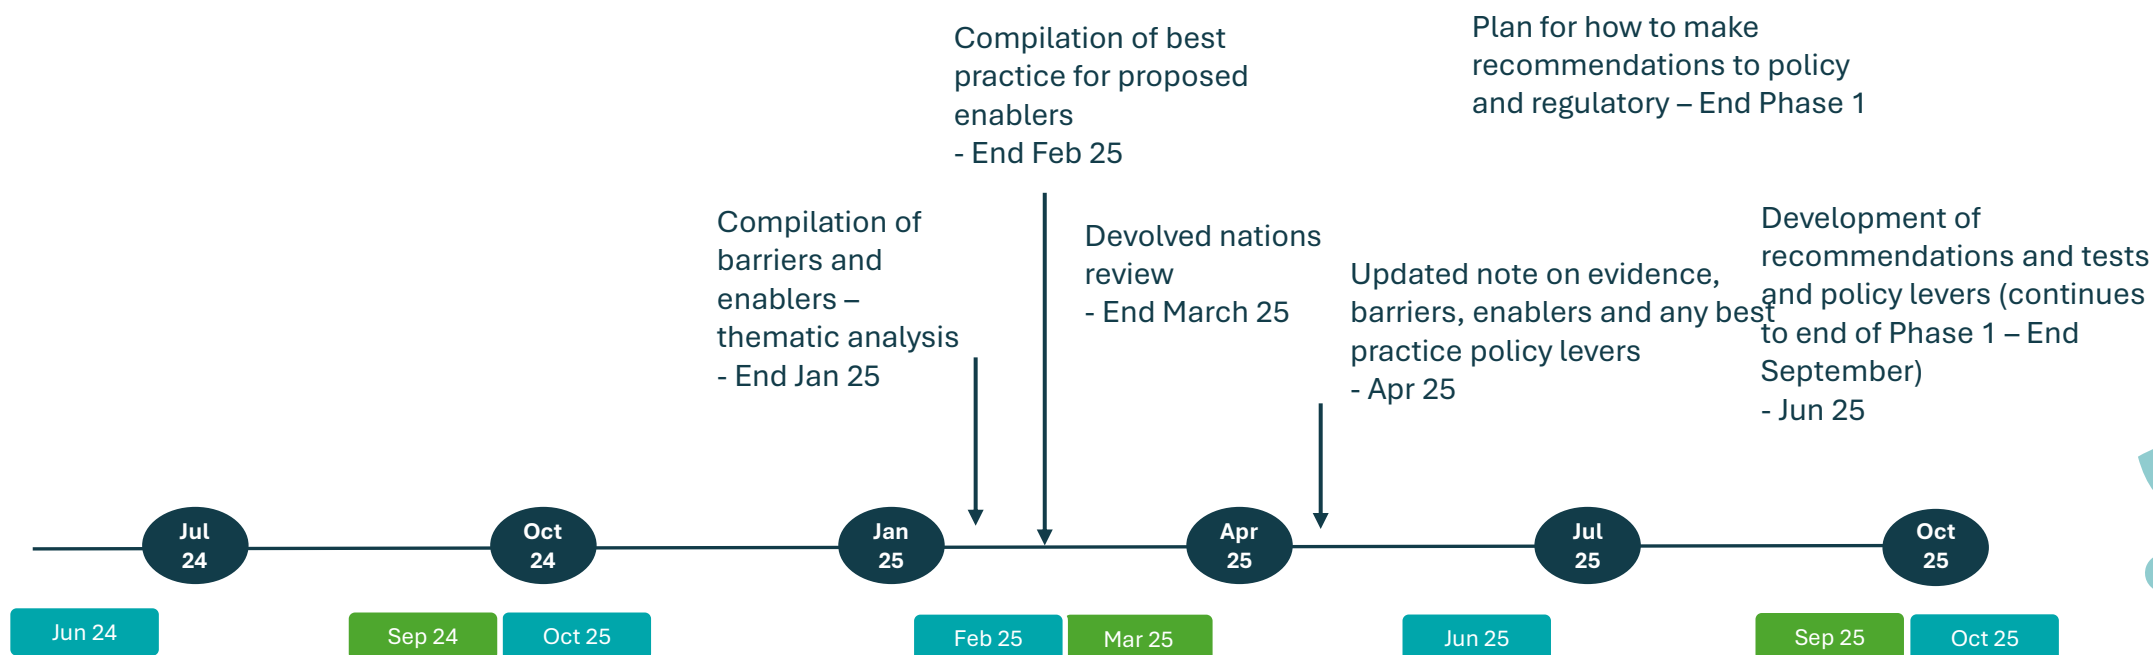 Compilation of best
practice for proposed
enablers
- End Feb 25
Plan for how to make
recommendations to policy
and regulatory – End Phase 1
Compilation of
barriers and
enablers –
thematic analysis
- End Jan 25
Devolved nations
review
- End March 25
Updated note on evidence,
barriers, enablers and any best
practice policy levers
- Apr 25
Development of
recommendations and tests
and policy levers (continues
to end of Phase 1 – End
September)
- Jun 25
Jul
24
Oct
24
Jan
25
Apr
25
Jul
25
Oct
25
Jun 24
Sep 24
Oct 25
Feb 25
Mar 25
Jun 25
Sep 25
Oct 25